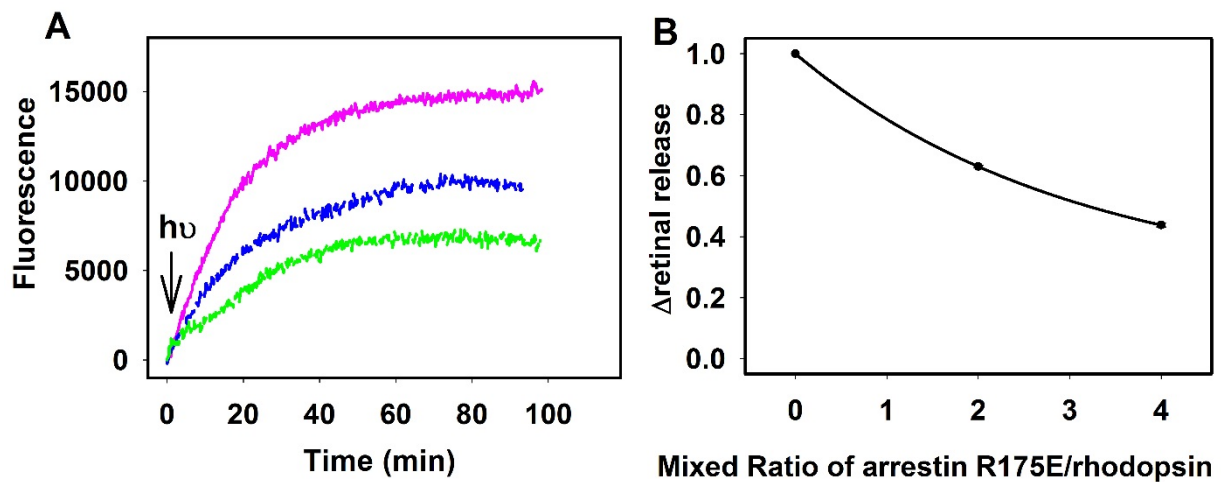 A
Fluorescence
15000
10000
5000
0
hυ
0 20 40 60 80 100
Time (min)
B
Δretinal release
1.0
0.8
0.6
0.4
0.2
0.0
0 1 2 3 4
Mixed Ratio of arrestin R175E/rhodopsin